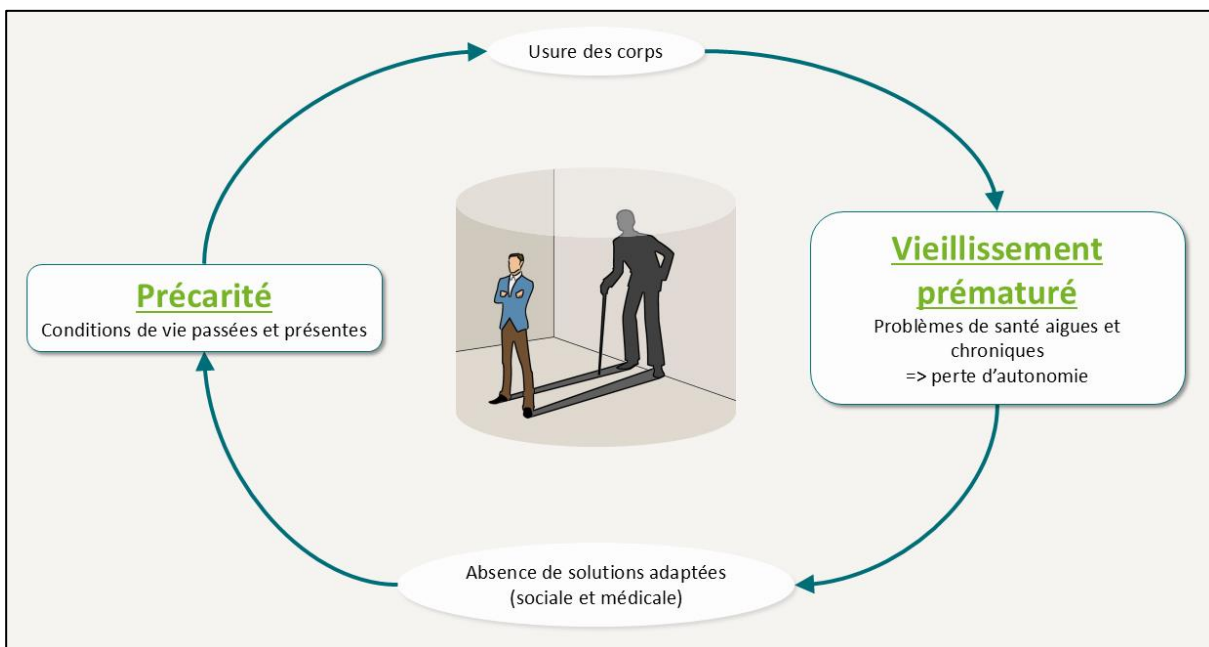 Usure des corps
Précarité
Conditions de vie passées et présentes
Vieillissement
prématuré
Problèmes de santé aigues et
chroniques
=> perte d’autonomie
Absence de solutions adaptées
(sociale et médicale)